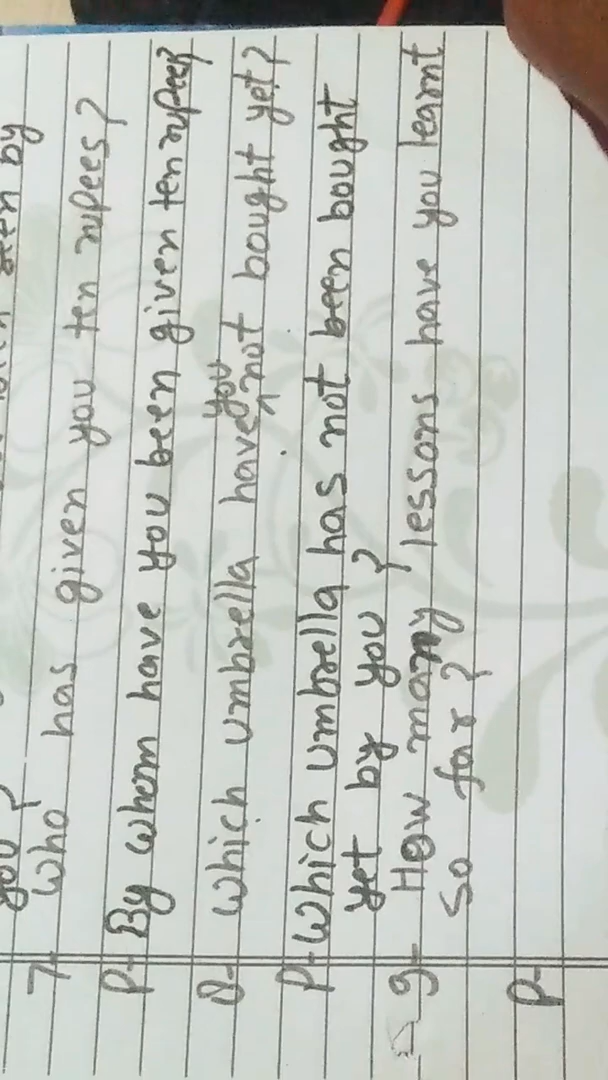 you?
7- Who has given you ten rupees?
P- By whom have you been given ten rupees?
8- Which umbrella have you not bought yet?
P- Which umbrella has not been bought
yet by you?
9- How many lessons have you learnt
so far?
P-